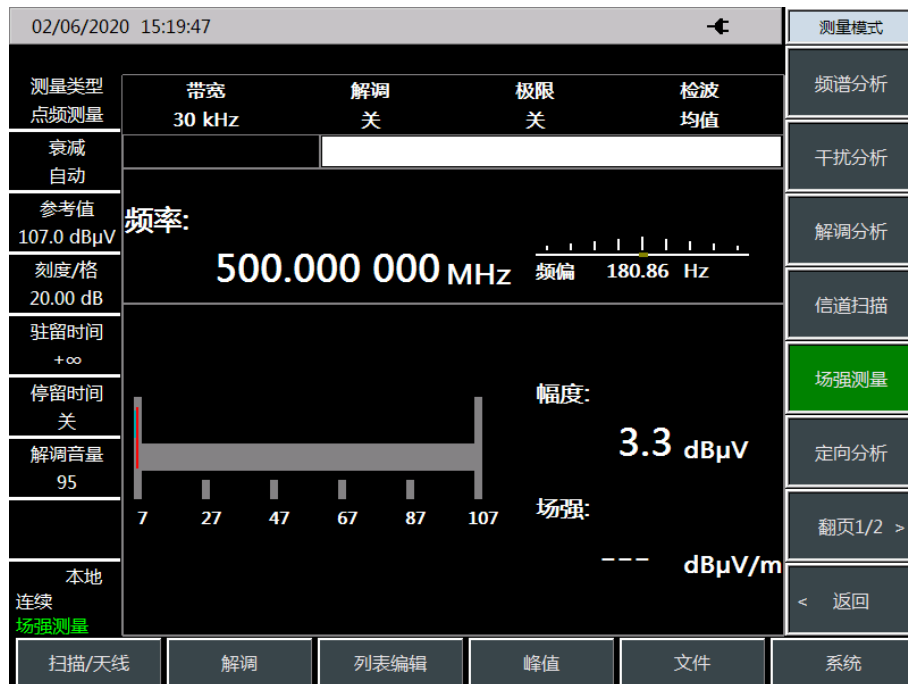 02/06/2020 15:19:47
测量模式
测量类型
点频测量
衰减
自动
参考值
107.0 dBµV
刻度/格
20.00 dB
驻留时间
+∞
停留时间
关
解调音量
95
本地
连续
场强测量
带宽 解调 极限 检波
30 kHz 关 关 均值
频率:
500.000 000 MHz
频偏 180.86 Hz
幅度:
3.3 dBµV
7 27 47 67 87 107
场强:
--- dBµV/m
频谱分析
干扰分析
解调分析
信道扫描
场强测量
定向分析
翻页1/2 >
< 返回
扫描/天线 解调 列表编辑 峰值 文件 系统